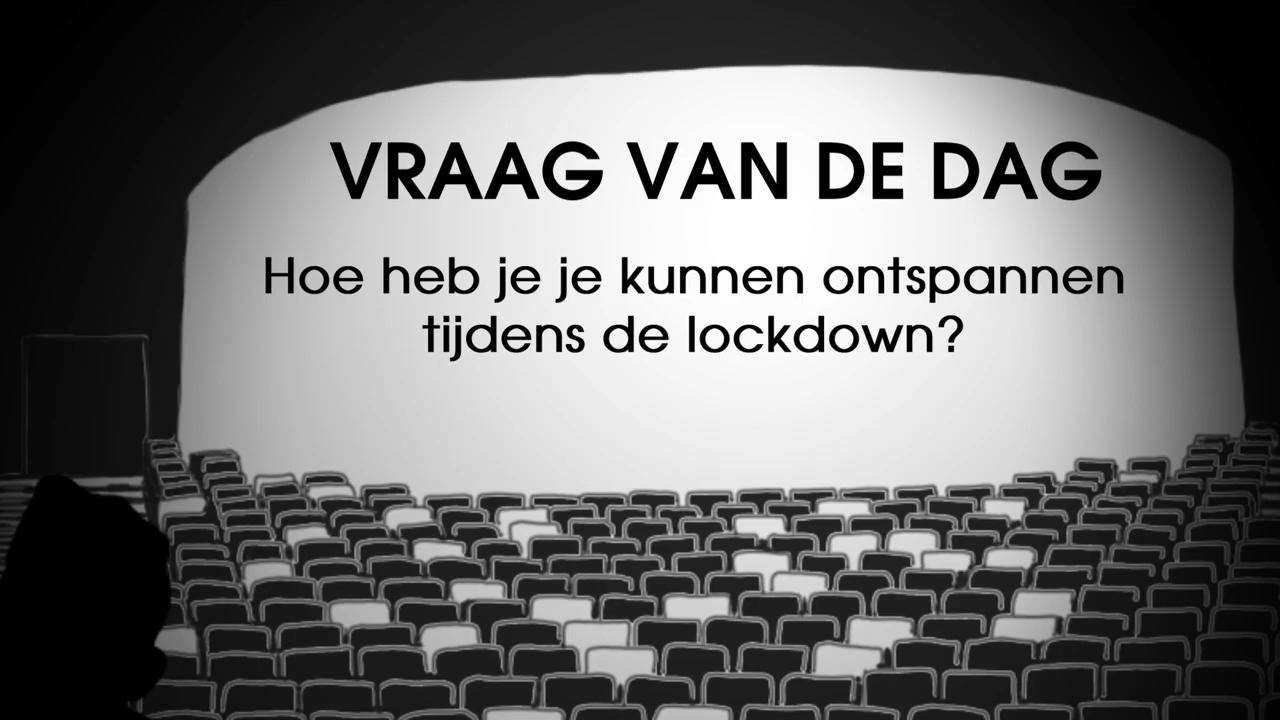 VRAAG VAN DE DAG
Hoe heb je je kunnen ontspannen
tijdens de lockdown?